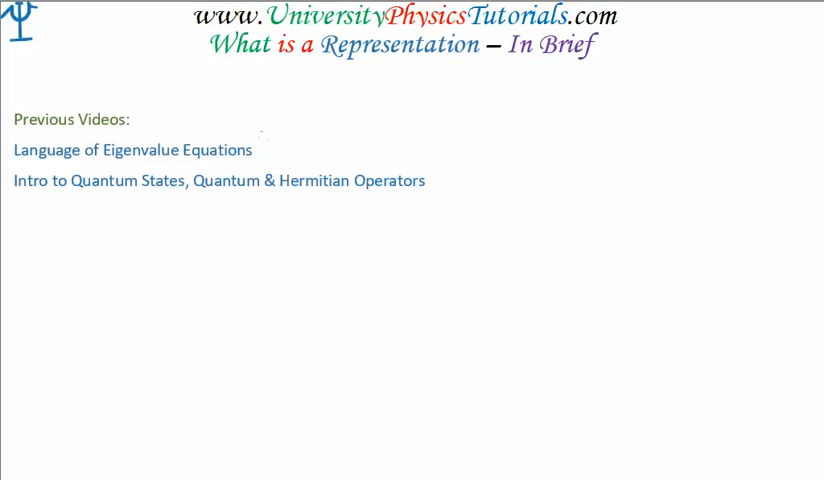 www.UniversityPhysicsTutorials.com
What is a Representation – In Brief
Previous Videos:
Language of Eigenvalue Equations
Intro to Quantum States, Quantum & Hermitian Operators